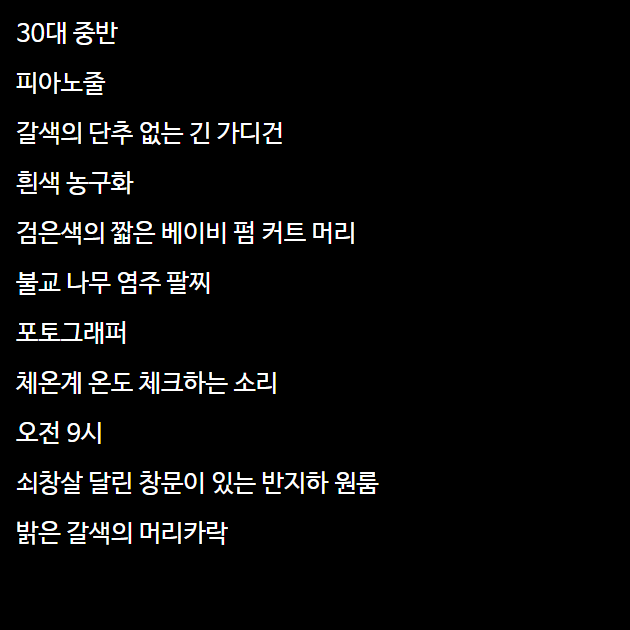 30대 중반
피아노줄
갈색의 단추 없는 긴 가디건
흰색 농구화
검은색의 짧은 베이비 펌 커트 머리
불교 나무 염주 팔찌
포토그래퍼
체온계 온도 체크하는 소리
오전 9시
쇠창살 달린 창문이 있는 반지하 원룸
밝은 갈색의 머리카락